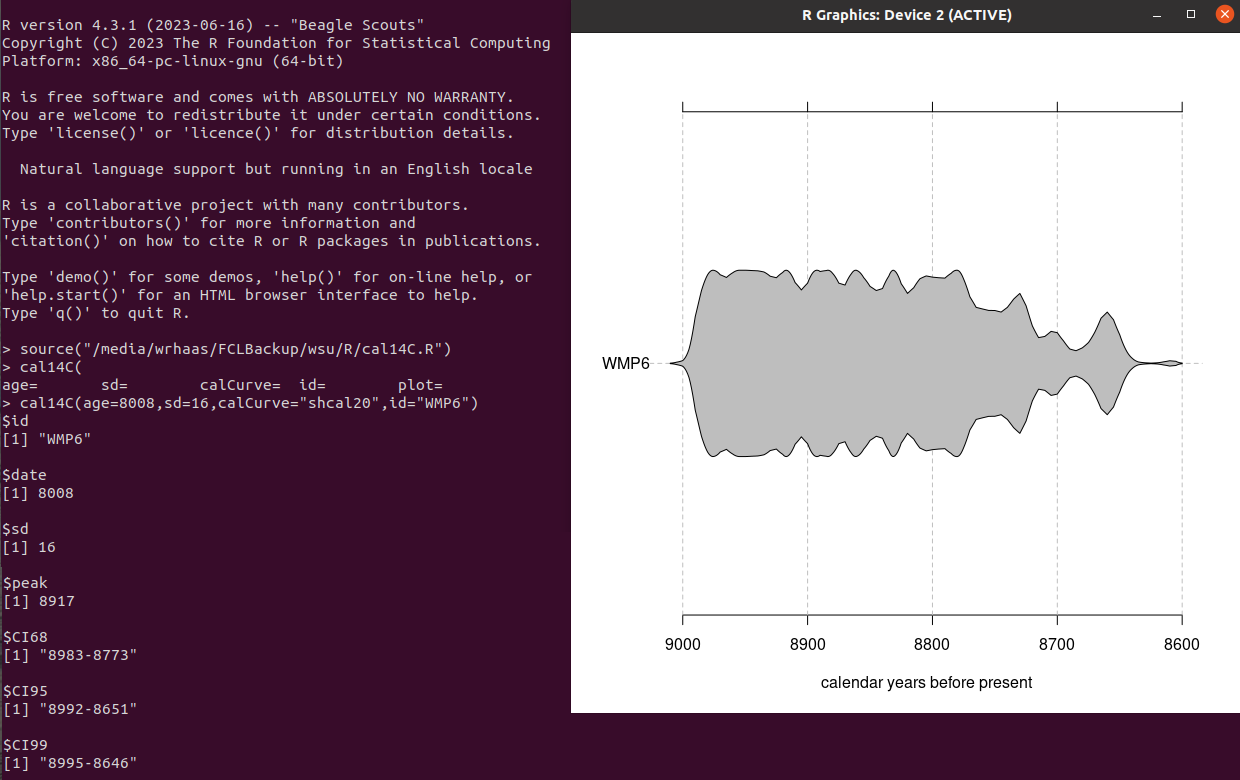 R version 4.3.1 (2023-06-16) -- "Beagle Scouts"
Copyright (C) 2023 The R Foundation for Statistical Computing
Platform: x86_64-pc-linux-gnu (64-bit)
R is free software and comes with ABSOLUTELY NO WARRANTY.
You are welcome to redistribute it under certain conditions.
Type 'license()' or 'licence()' for distribution details.
Natural language support but running in an English locale
R is a collaborative project with many contributors.
Type 'contributors()' for more information and
'citation()' on how to cite R or R packages in publications.
Type 'demo()' for some demos, 'help()' for on-line help, or
'help.start()' for an HTML browser interface to help.
Type 'q()' to quit R.
> source("/media/wrhaas/FCLBackup/wsu/R/cal14C.R")
> cal14C(
age= sd= calCurve= id= plot=
> cal14C(age=8008,sd=16,calCurve="shcal20",id="WMP6")
$id
[1] "WMP6"
$date
[1] 8008
$sd
[1] 16
$peak
[1] 8917
$CI68
[1] "8983-8773"
$CI95
[1] "8992-8651"
$CI99
[1] "8995-8646"
R Graphics: Device 2 (ACTIVE)
WMP6
9000 8900 8800 8700 8600
calendar years before present